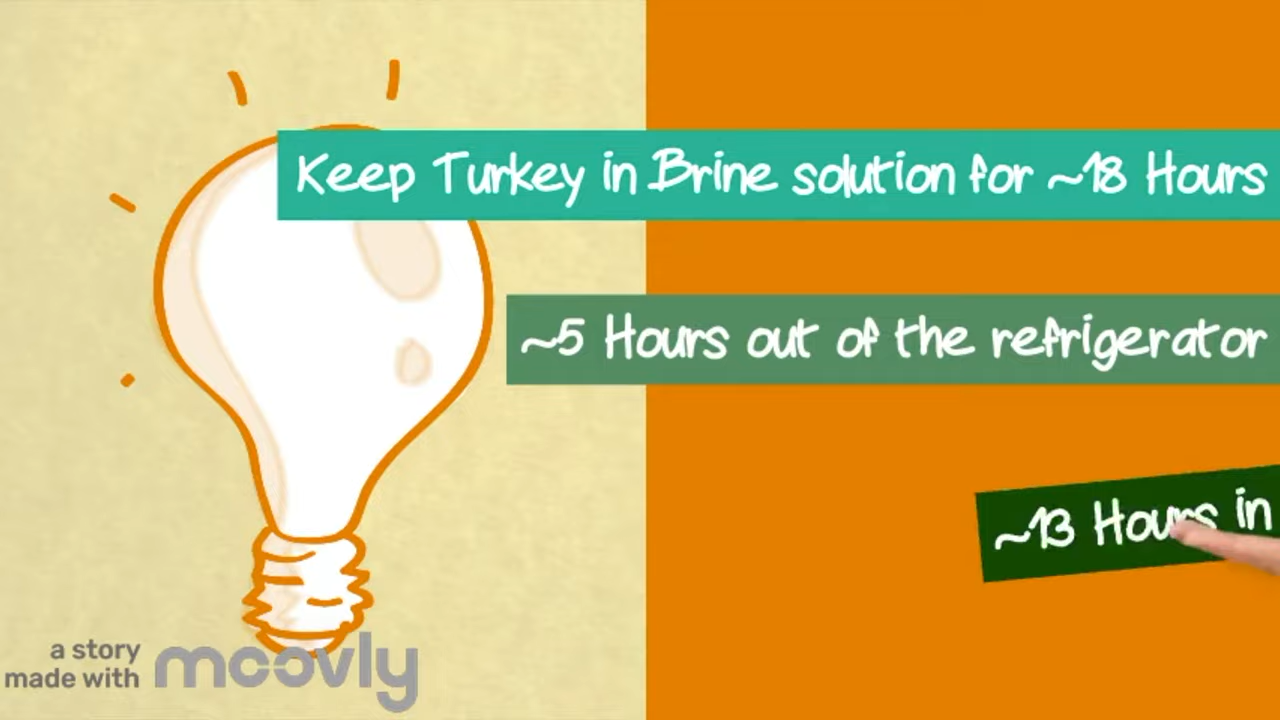 Keep Turkey in Brine solution for ~18 Hours
~5 Hours out of the refrigerator
~13 Hours in
a story
made with moovly